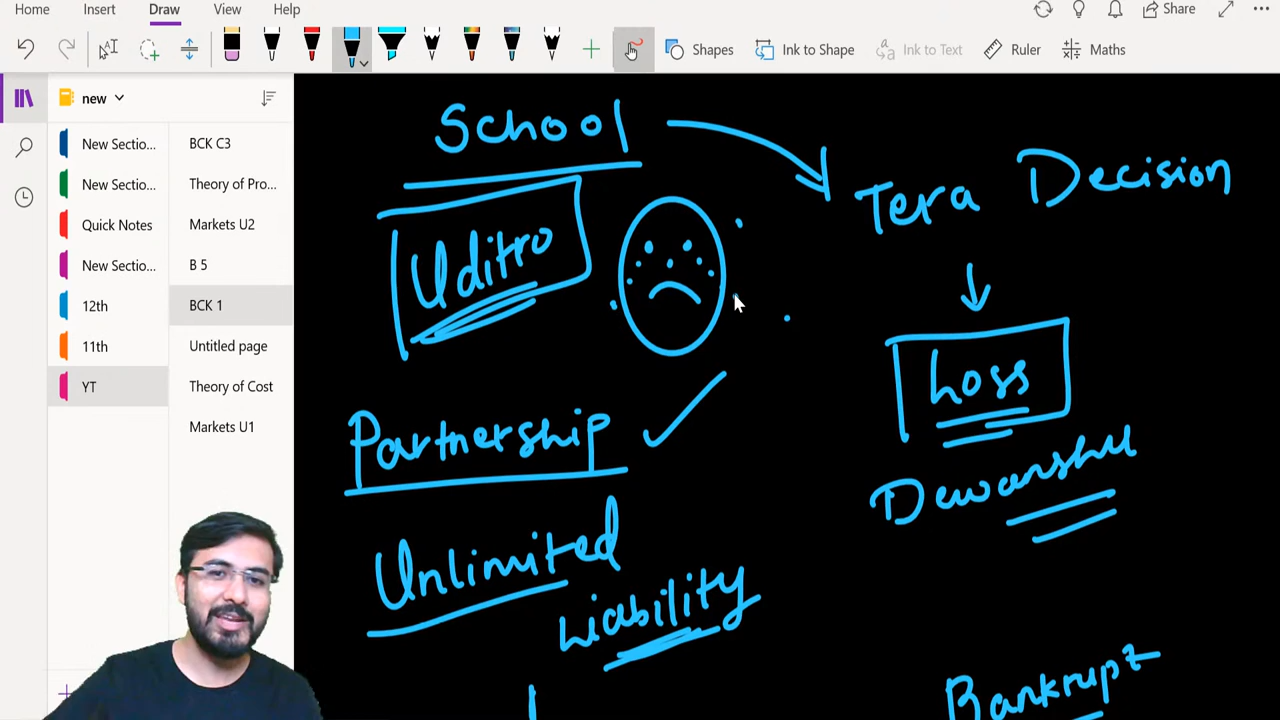 Home Insert Draw View Help Share
Shapes Ink to Shape Ink to Text Ruler Maths
new
New Sectio...
New Sectio...
Quick Notes
New Sectio...
12th
11th
YT
BCK C3
Theory of Pro...
Markets U2
B 5
BCK 1
Untitled page
Theory of Cost
Markets U1
School
Tera Decision
Uditro
Loss
Partnership
Dewanshu
Unlimited
Liability
Bankrupt